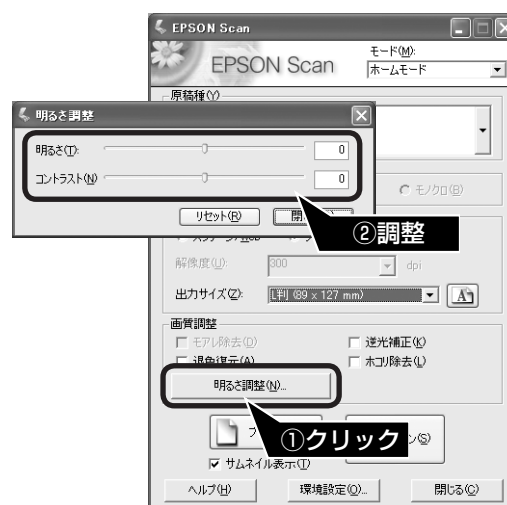 EPSON Scan
EPSON Scan
モード(M):
ホームモード
原稿種(Y)
明るさ調整
明るさ(T): 0
コントラスト(N) 0
モノクロ(B)
リセット(R)
②調整
解像度(U): 300 dpi
出力サイズ(Z): L判 (89 x 127 mm)
画質調整
モアレ除去(D) 逆光補正(K)
退色復元(A) ホコリ除去(L)
明るさ調整(N)...
①クリック
(S)
サムネイル表示(T)
ヘルプ(H) 環境設定(O)... 閉じる(C)